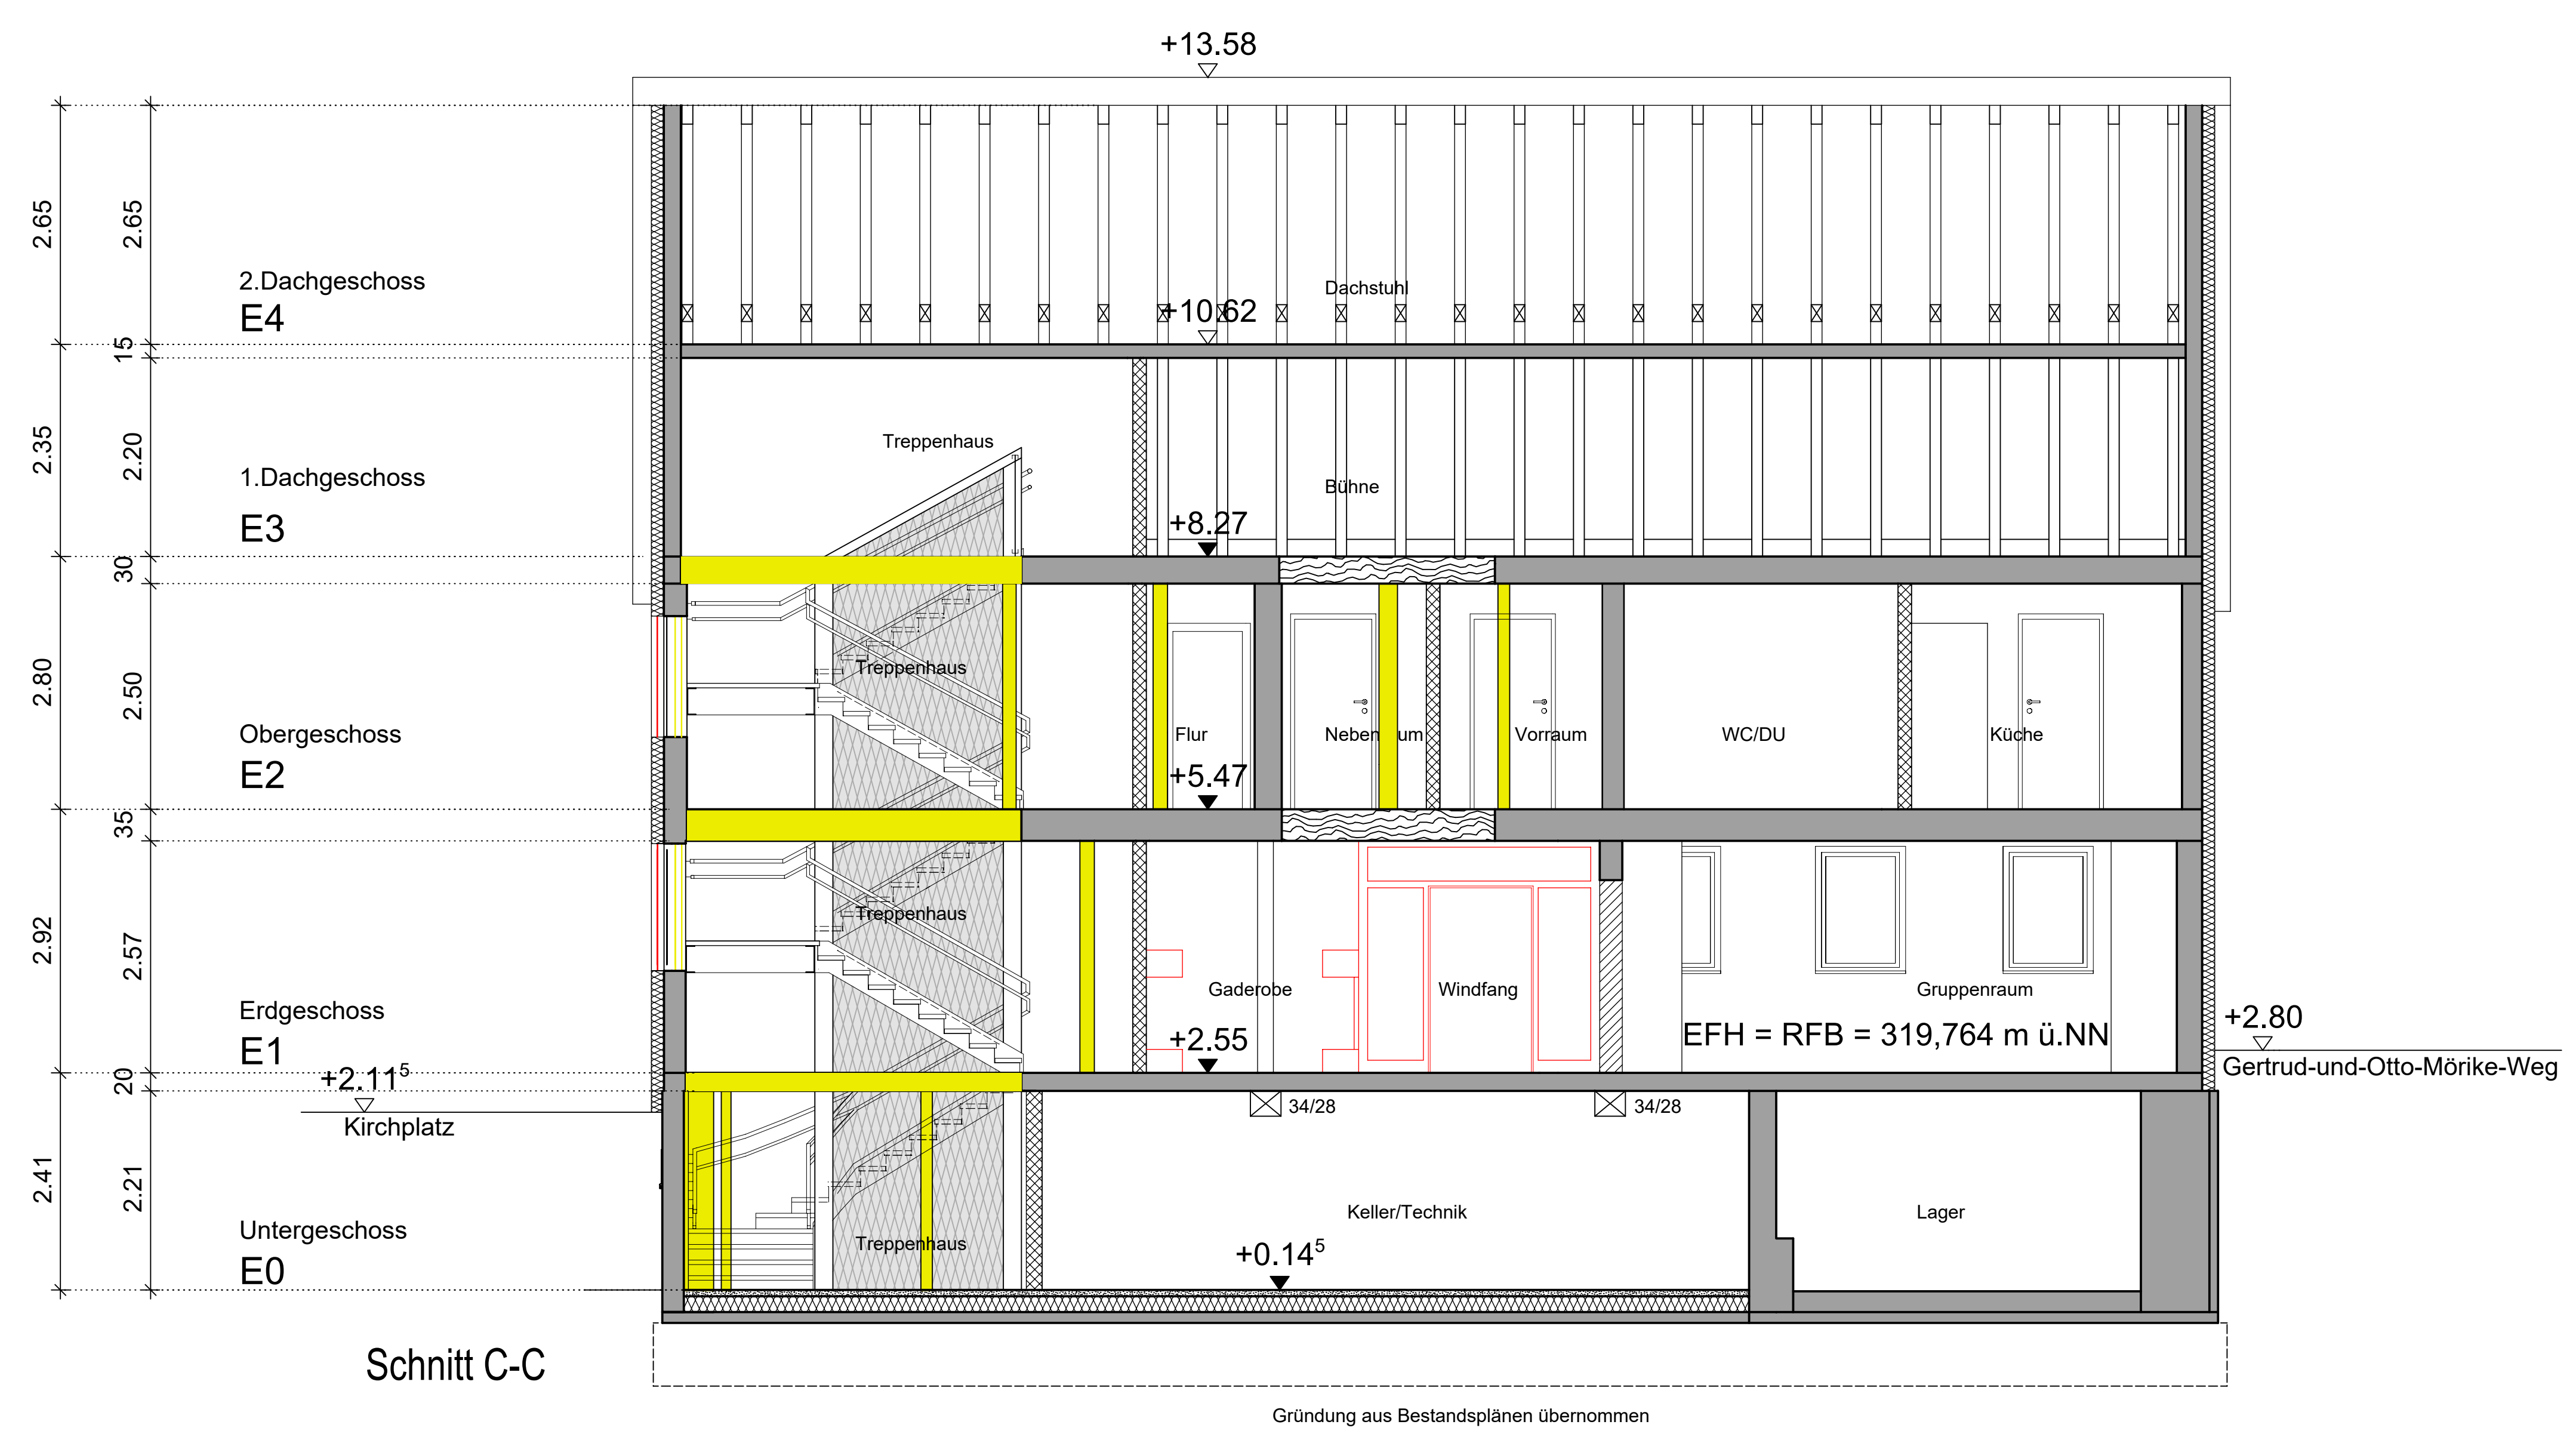 +13.58
2.65
2.65
2.Dachgeschoss
E4
Dachstuhl
+10.62
15
Treppenhaus
2.35
2.20
1.Dachgeschoss
Bühne
E3
+8.27
30
Treppenhaus
2.80
2.50
Obergeschoss
E2
Flur
Nebenraum
Vorraum
WC/DU
Küche
+5.47
35
Treppenhaus
2.92
2.57
Gaderobe
Windfang
Gruppenraum
Erdgeschoss
E1
+2.55
EFH = RFB = 319,764 m ü.NN
+2.80
Gertrud-und-Otto-Mörike-Weg
20
+2.11⁵
Kirchplatz
34/28
34/28
2.41
2.21
Keller/Technik
Lager
Untergeschoss
E0
Treppenhaus
+0.14⁵
Schnitt C-C
Gründung aus Bestandsplänen übernommen